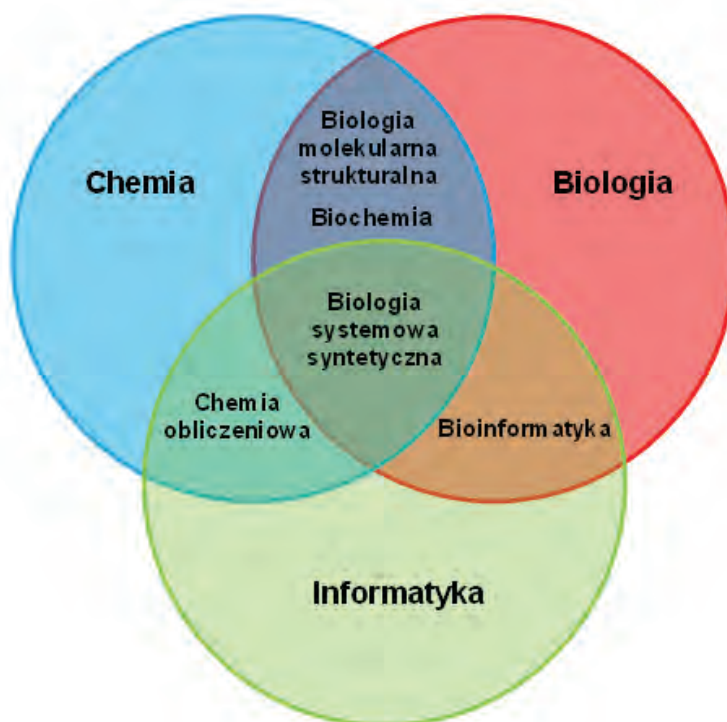 Biologia
molekularna
strukturalna
Biochemia
Chemia
Biologia
Biologia
systemowa
syntetyczna
Chemia
obliczeniowa
Bioinformatyka
Informatyka